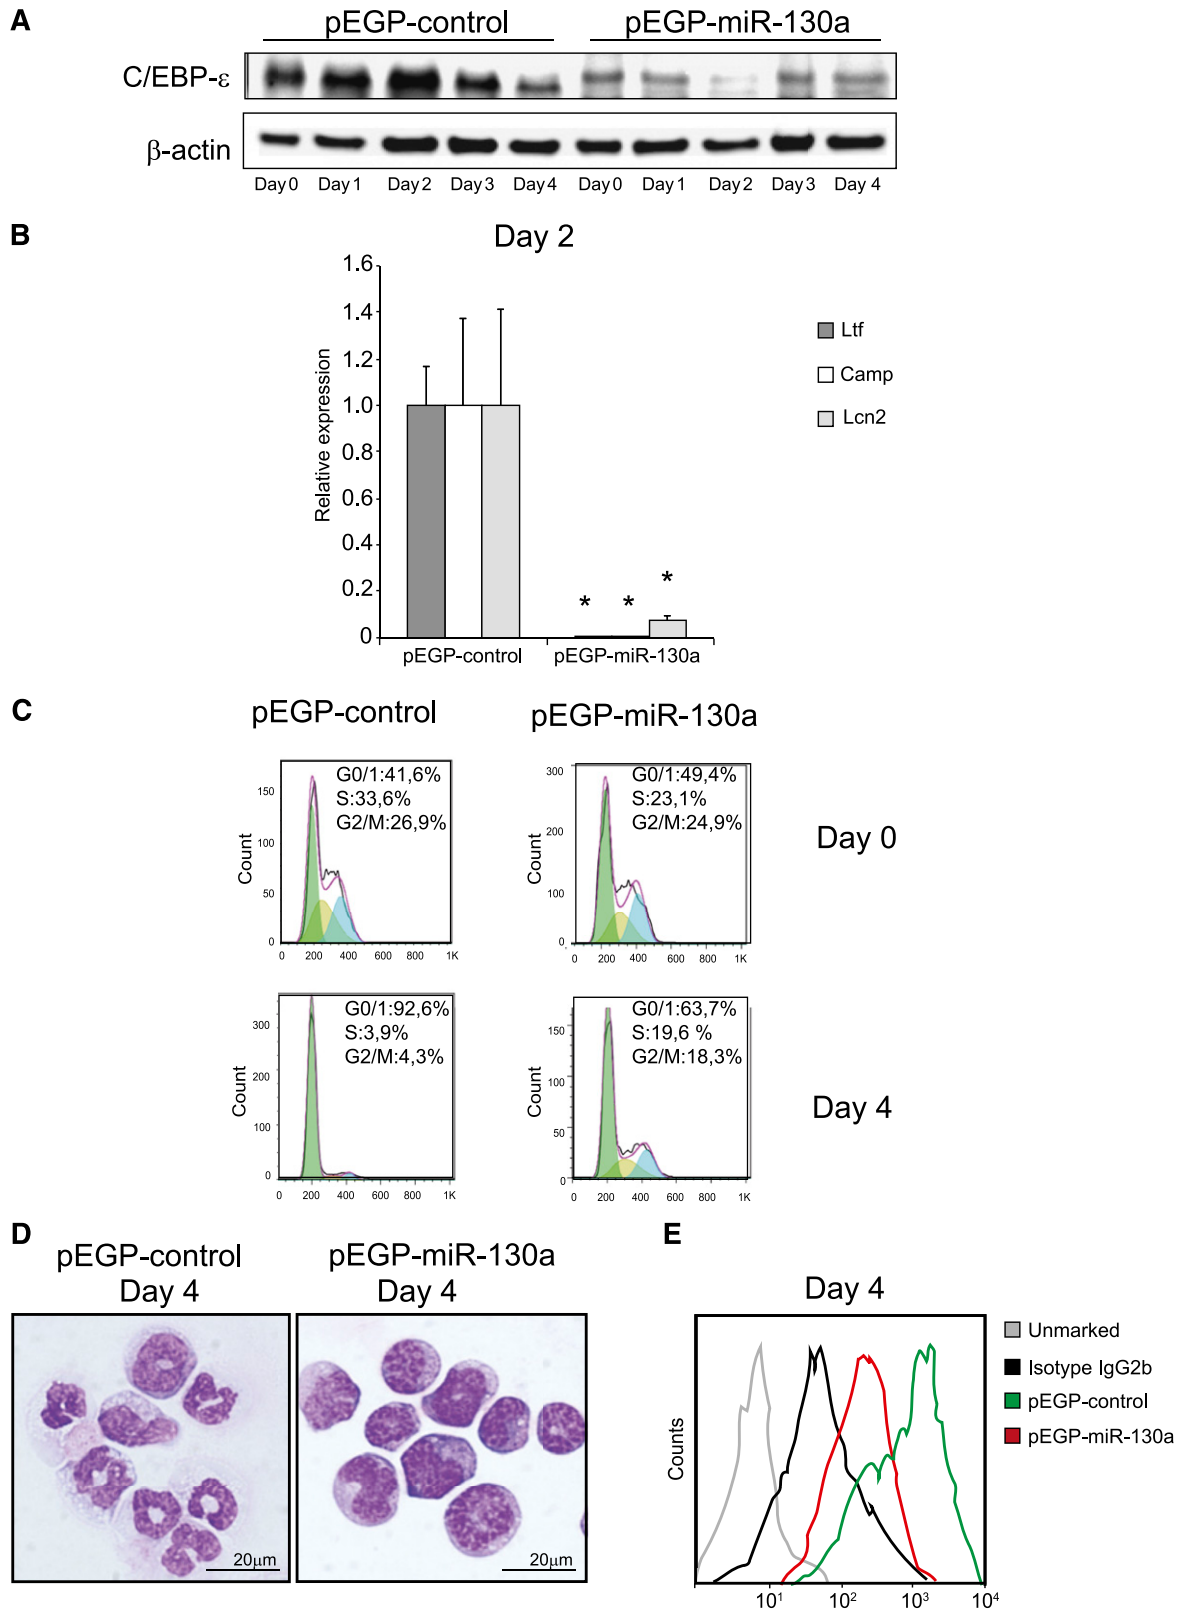 A
pEGP-control pEGP-miR-130a
C/EBP-ε
β-actin
Day 0 Day 1 Day 2 Day 3 Day 4 Day 0 Day 1 Day 2 Day 3 Day 4
B
Day 2
Relative expression
1.6
1.4
1.2
1.0
0.8
0.6
0.4
0.2
0
* * *
pEGP-control pEGP-miR-130a
Ltf
Camp
Lcn2
C
pEGP-control pEGP-miR-130a
G0/1:41,6%
S:33,6%
G2/M:26,9%
Count
150
100
50
0
0 200 400 600 800 1K
G0/1:49,4%
S:23,1%
G2/M:24,9%
Count
300
200
100
0
0 200 400 600 800 1K
Day 0
G0/1:92,6%
S:3,9%
G2/M:4,3%
Count
300
200
100
0
0 200 400 600 800 1K
G0/1:63,7%
S:19,6 %
G2/M:18,3%
Count
150
100
50
0
0 200 400 600 800 1K
Day 4
D
pEGP-control
Day 4
pEGP-miR-130a
Day 4
20μm
20μm
E
Day 4
Counts
10¹ 10² 10³ 10⁴
Unmarked
Isotype IgG2b
pEGP-control
pEGP-miR-130a